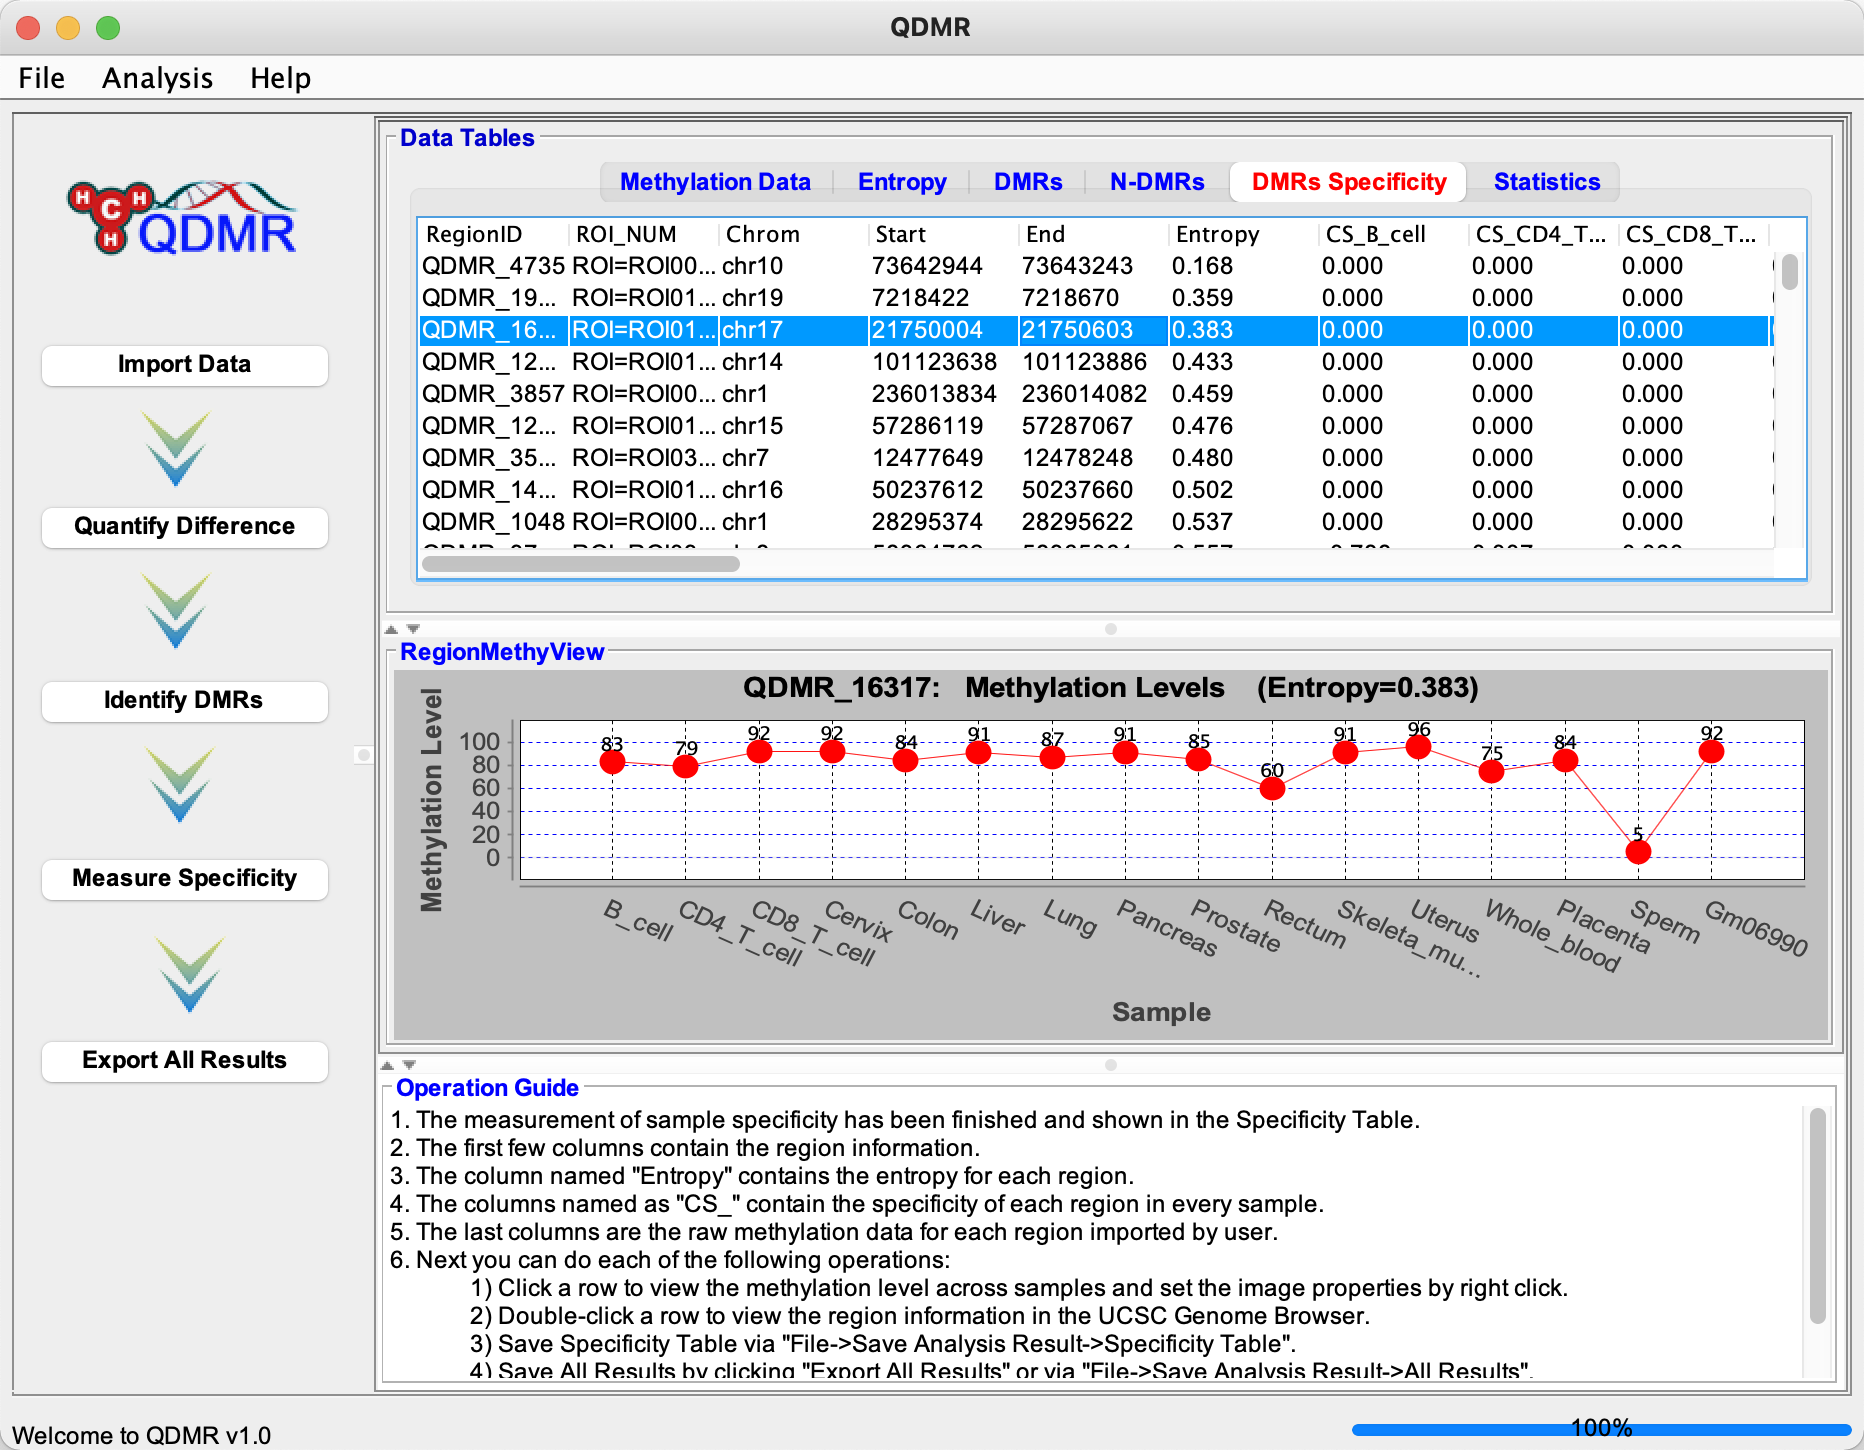 QDMR
File Analysis Help
H C H H QDMR
Import Data
Quantify Difference
Identify DMRs
Measure Specificity
Export All Results
Data Tables
Methylation Data Entropy DMRs N-DMRs DMRs Specificity Statistics
RegionID ROI_NUM Chrom Start End Entropy CS_B_cell CS_CD4_T... CS_CD8_T...
QDMR_4735 ROI=ROI00... chr10 73642944 73643243 0.168 0.000 0.000 0.000
QDMR_19... ROI=ROI01... chr19 7218422 7218670 0.359 0.000 0.000 0.000
QDMR_16... ROI=ROI01... chr17 21750004 21750603 0.383 0.000 0.000 0.000
QDMR_12... ROI=ROI01... chr14 101123638 101123886 0.433 0.000 0.000 0.000
QDMR_3857 ROI=ROI00... chr1 236013834 236014082 0.459 0.000 0.000 0.000
QDMR_12... ROI=ROI01... chr15 57286119 57287067 0.476 0.000 0.000 0.000
QDMR_35... ROI=ROI03... chr7 12477649 12478248 0.480 0.000 0.000 0.000
QDMR_14... ROI=ROI01... chr16 50237612 50237660 0.502 0.000 0.000 0.000
QDMR_1048 ROI=ROI00... chr1 28295374 28295622 0.537 0.000 0.000 0.000
RegionMethyView
QDMR_16317: Methylation Levels (Entropy=0.383)
Methylation Level
100
80
60
40
20
0
83 79 92 92 84 91 87 91 85 60 91 96 75 84 5 92
B_cell CD4_T_cell CD8_T_cell Cervix Colon Liver Lung Pancreas Prostate Rectum Skeleta_mu... Uterus Whole_blood Placenta Sperm Gm06990
Sample
Operation Guide
1. The measurement of sample specificity has been finished and shown in the Specificity Table.
2. The first few columns contain the region information.
3. The column named "Entropy" contains the entropy for each region.
4. The columns named as "CS_" contain the specificity of each region in every sample.
5. The last columns are the raw methylation data for each region imported by user.
6. Next you can do each of the following operations:
1) Click a row to view the methylation level across samples and set the image properties by right click.
2) Double-click a row to view the region information in the UCSC Genome Browser.
3) Save Specificity Table via "File->Save Analysis Result->Specificity Table".
4) Save All Results by clicking "Export All Results" or via "File->Save Analysis Result->All Results".
Welcome to QDMR v1.0
100%